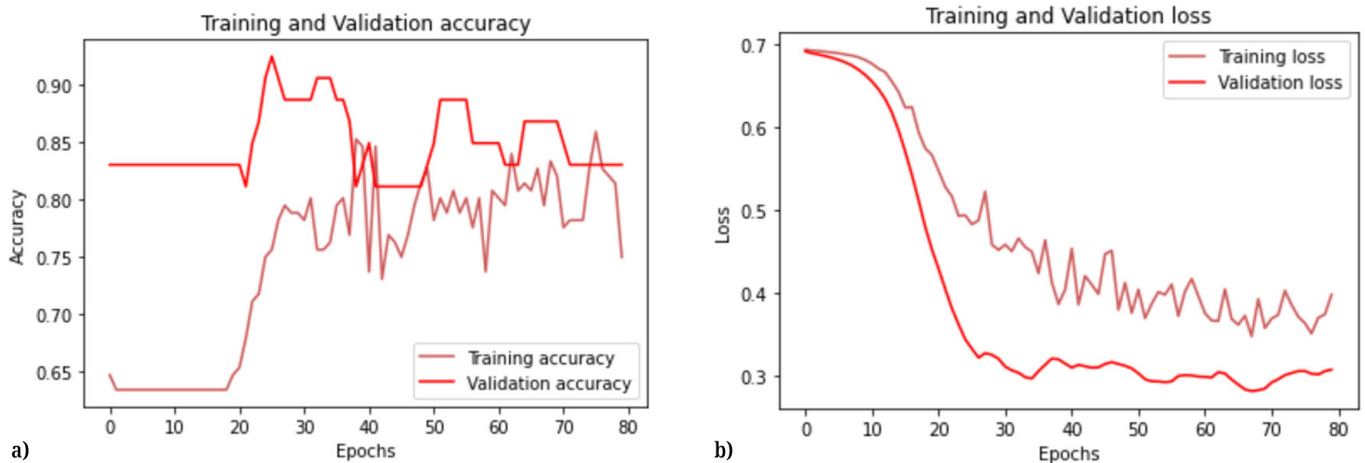 Training and Validation accuracy
Accuracy
0.90
0.85
0.80
0.75
0.70
0.65
Training accuracy
Validation accuracy
0 10 20 30 40 50 60 70 80
Epochs
a)
Training and Validation loss
Loss
0.7
0.6
0.5
0.4
0.3
Training loss
Validation loss
0 10 20 30 40 50 60 70 80
Epochs
b)